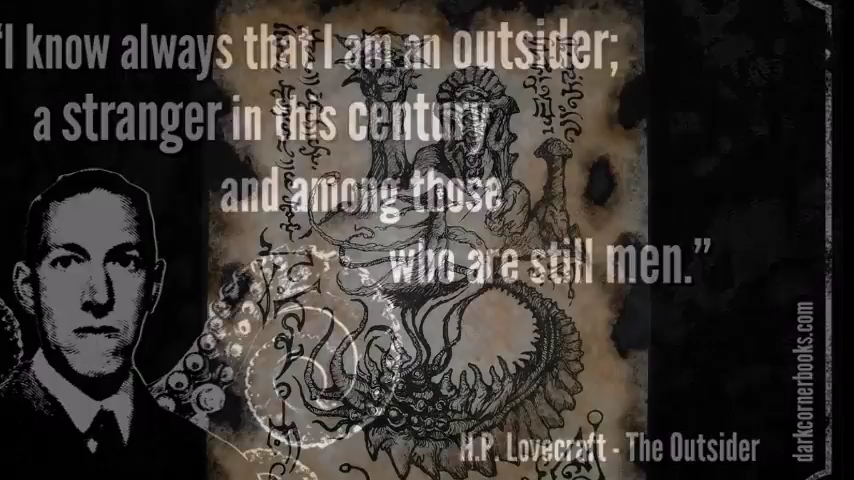 “I know always that I am an outsider;
a stranger in this century
and among those
who are still men.”
H.P. Lovecraft - The Outsider
darkcornerbooks.com